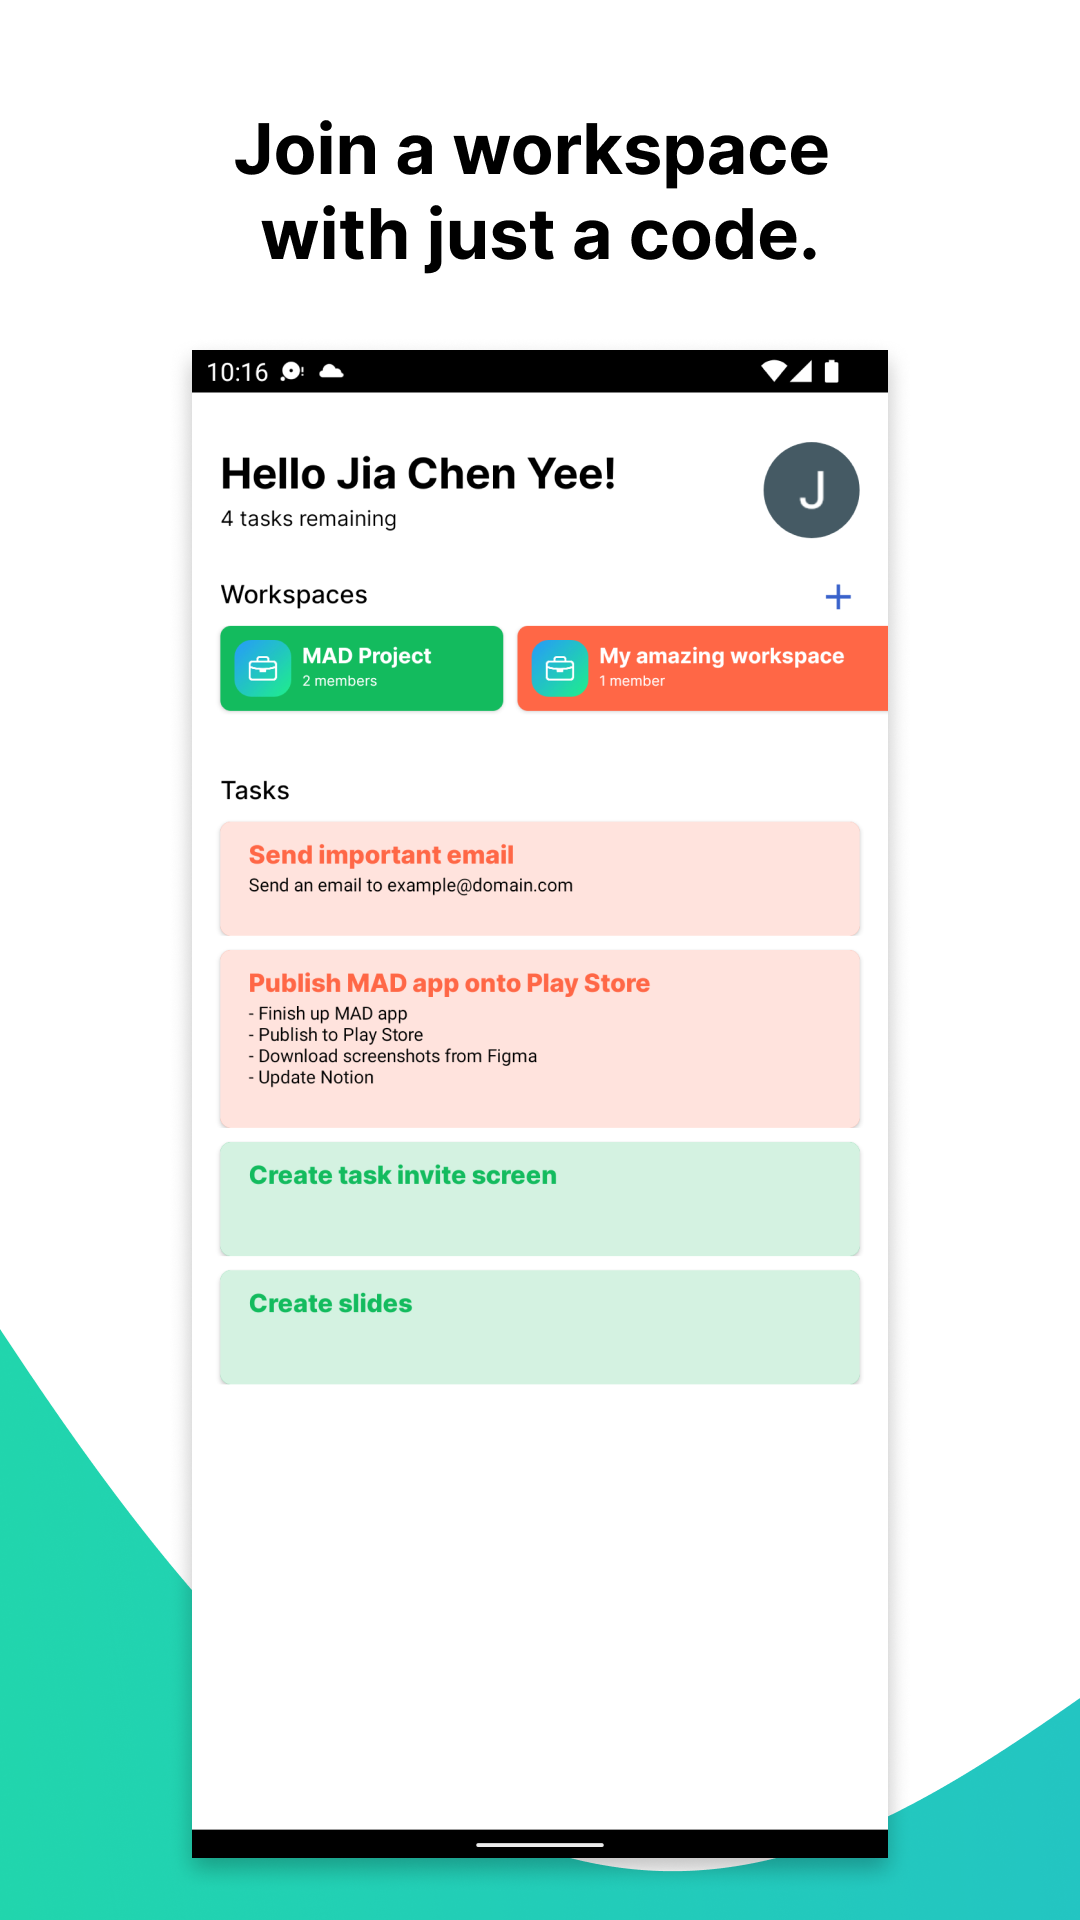 Join a workspace
with just a code.
10:16
Hello Jia Chen Yee!
4 tasks remaining
J
Workspaces
MAD Project
2 members
My amazing workspace
1 member
Tasks
Send important email
Send an email to example@domain.com
Publish MAD app onto Play Store
- Finish up MAD app
- Publish to Play Store
- Download screenshots from Figma
- Update Notion
Create task invite screen
Create slides